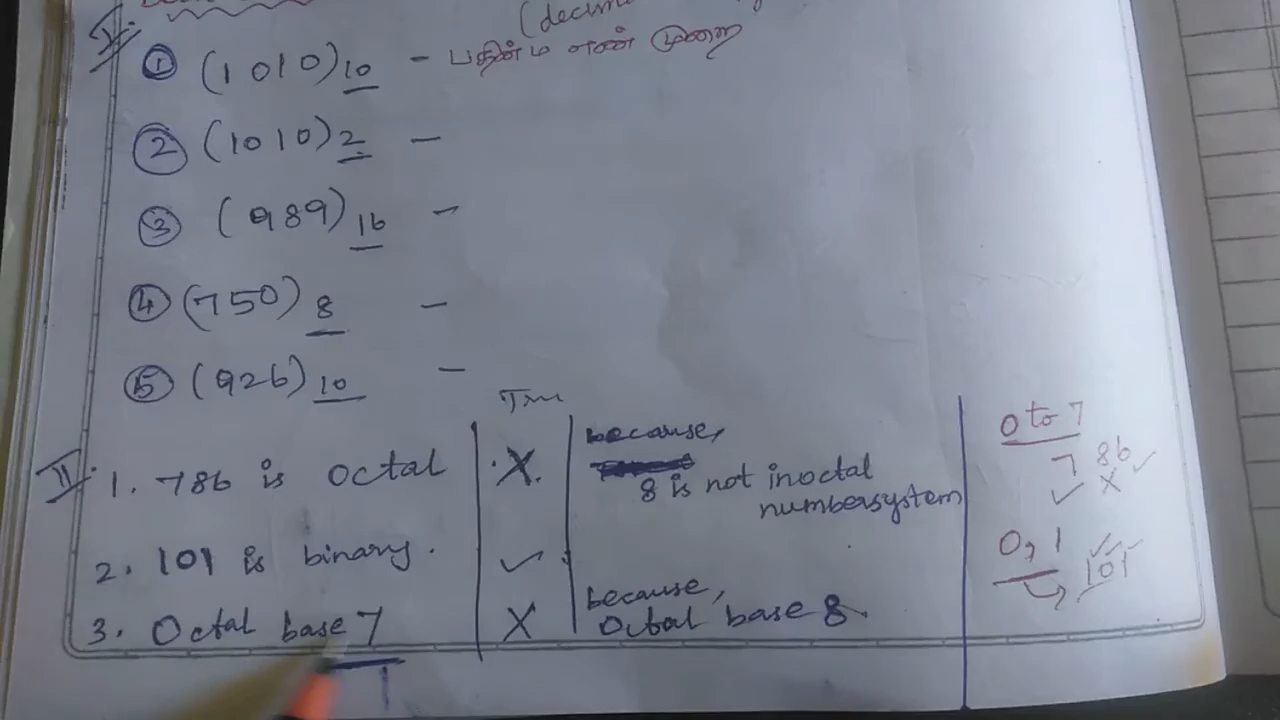 (decim
① (1010)10 - பதின்ம எண் முறை
② (1010)2 -
③ (989)16 -
④ (750)8 -
⑤ (926)10 -
II. 1. 786 is octal X. because,
8 is not in octal
numbersystem
0 to 7
7 86
✓ X ✓
2. 101 is binary. ✓
0, 1
101
3. Octal base 7 X because,
Octal base 8.